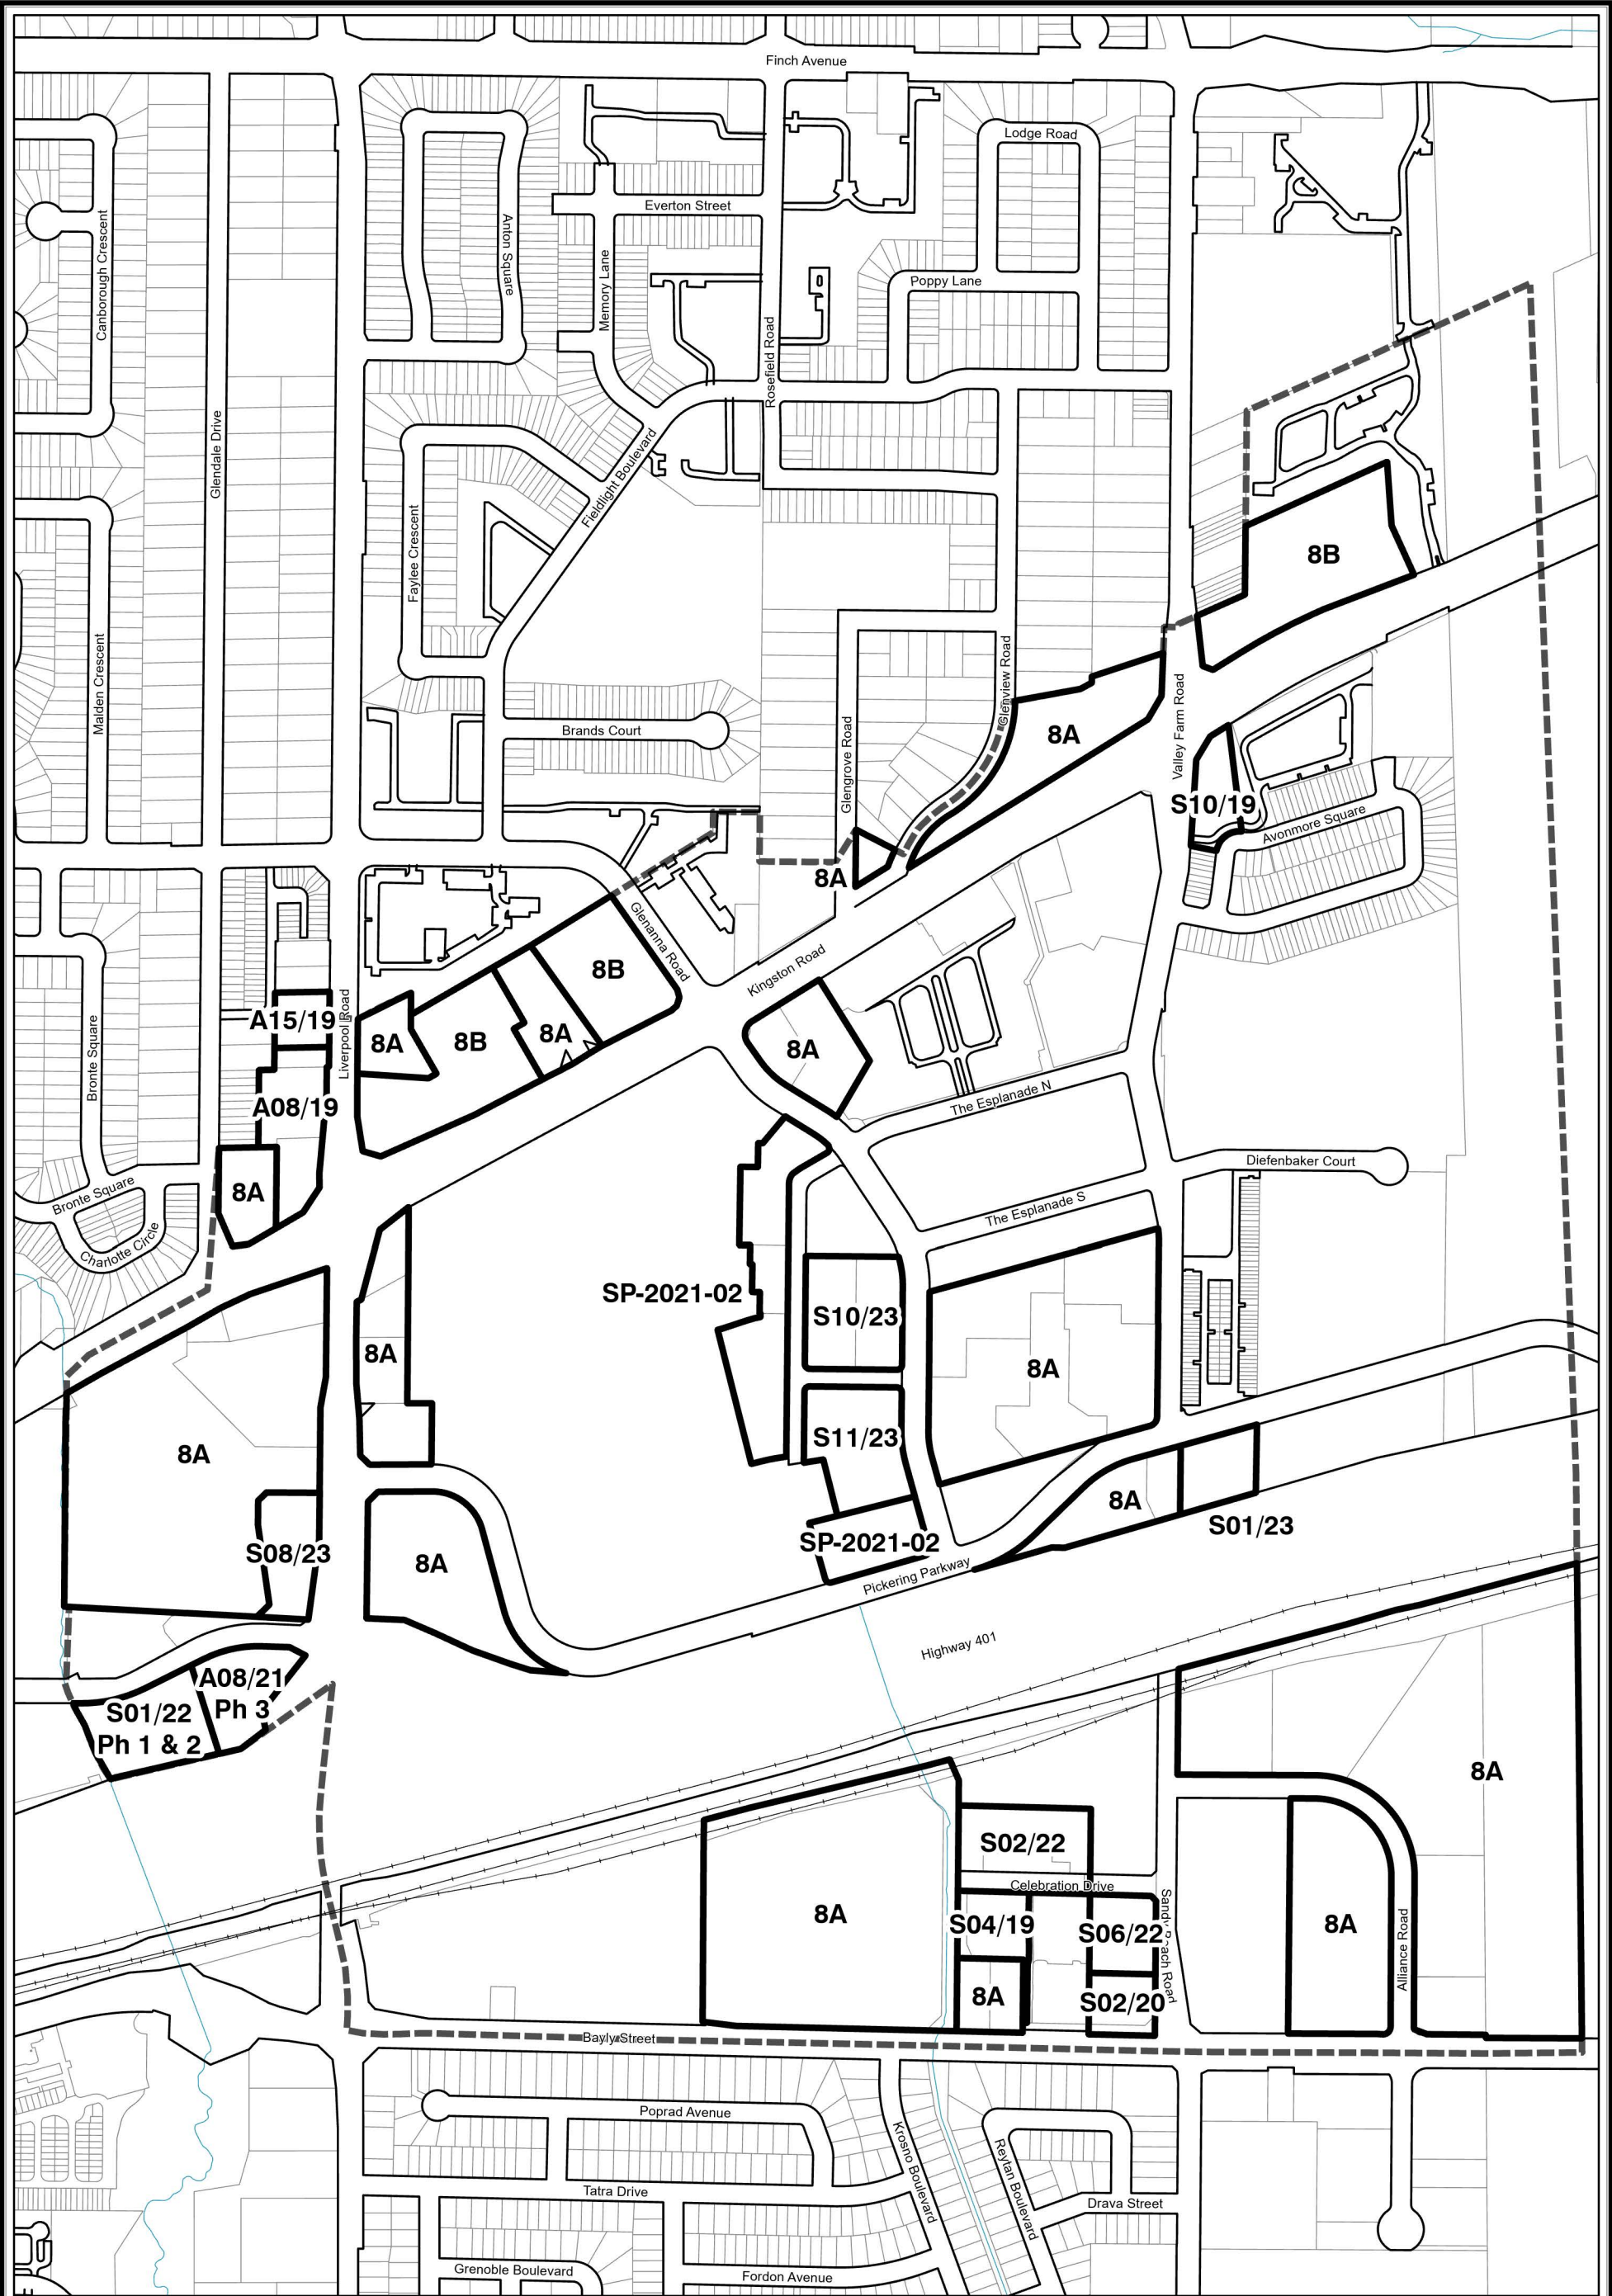 Finch Avenue
Lodge Road
Everton Street
Canborough Crescent
Anton Square
Memory Lane
Poppy Lane
Rosefield Road
Glendale Drive
Fieldlight Boulevard
Faylee Crescent
8B
Malden Crescent
Glenview Road
Valley Farm Road
Brands Court
8A
Glengrove Road
S10/19
Avonmore Square
8A
Glenanna Road
8B
Kingston Road
A15/19
Liverpool Road
8A
8B
8A
8A
Bronte Square
A08/19
The Esplanade N
Diefenbaker Court
8A
Bronte Square
The Esplanade S
Charlotte Circle
SP-2021-02
S10/23
8A
8A
S11/23
8A
8A
S01/23
SP-2021-02
S08/23
8A
Pickering Parkway
Highway 401
A08/21
Ph 3
S01/22
Ph 1 & 2
8A
S02/22
Celebration Drive
8A
S04/19
S06/22
8A
Alliance Road
8A
S02/20
Bayly Street
Poprad Avenue
Krosno Boulevard
Reytan Boulevard
Tatra Drive
Drava Street
Grenoble Boulevard
Fordon Avenue